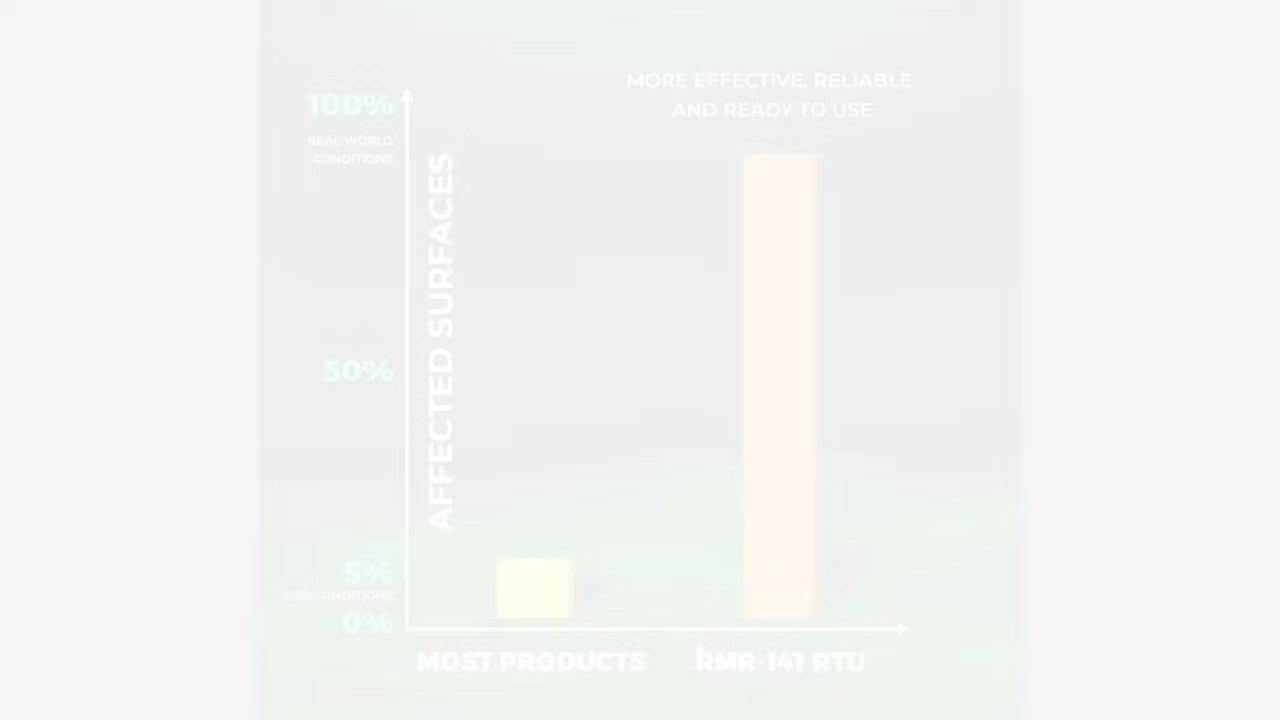 MORE EFFECTIVE, RELIABLE
AND READY TO USE
100%
REAL WORLD
CONDITIONS
AFFECTED SURFACES
50%
5%
CONDITIONS
0%
MOST PRODUCTS
RMR-141 RTU